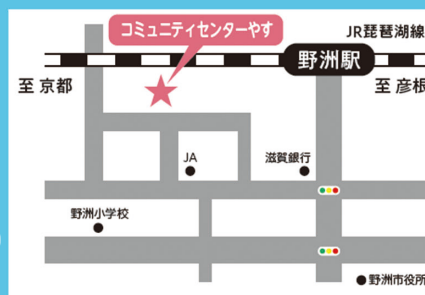 コミュニティセンターやす
JR琵琶湖線
野洲駅
至 京都
至 彦根
JA
滋賀銀行
野洲小学校
野洲市役所